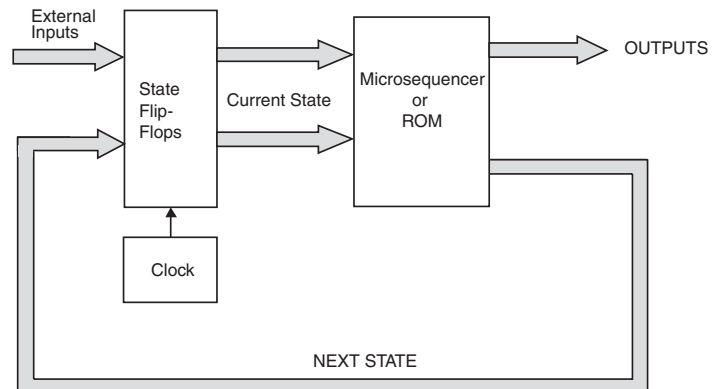 External
Inputs
State
Flip-
Flops
Current State
Microsequencer
or
ROM
OUTPUTS
Clock
NEXT STATE